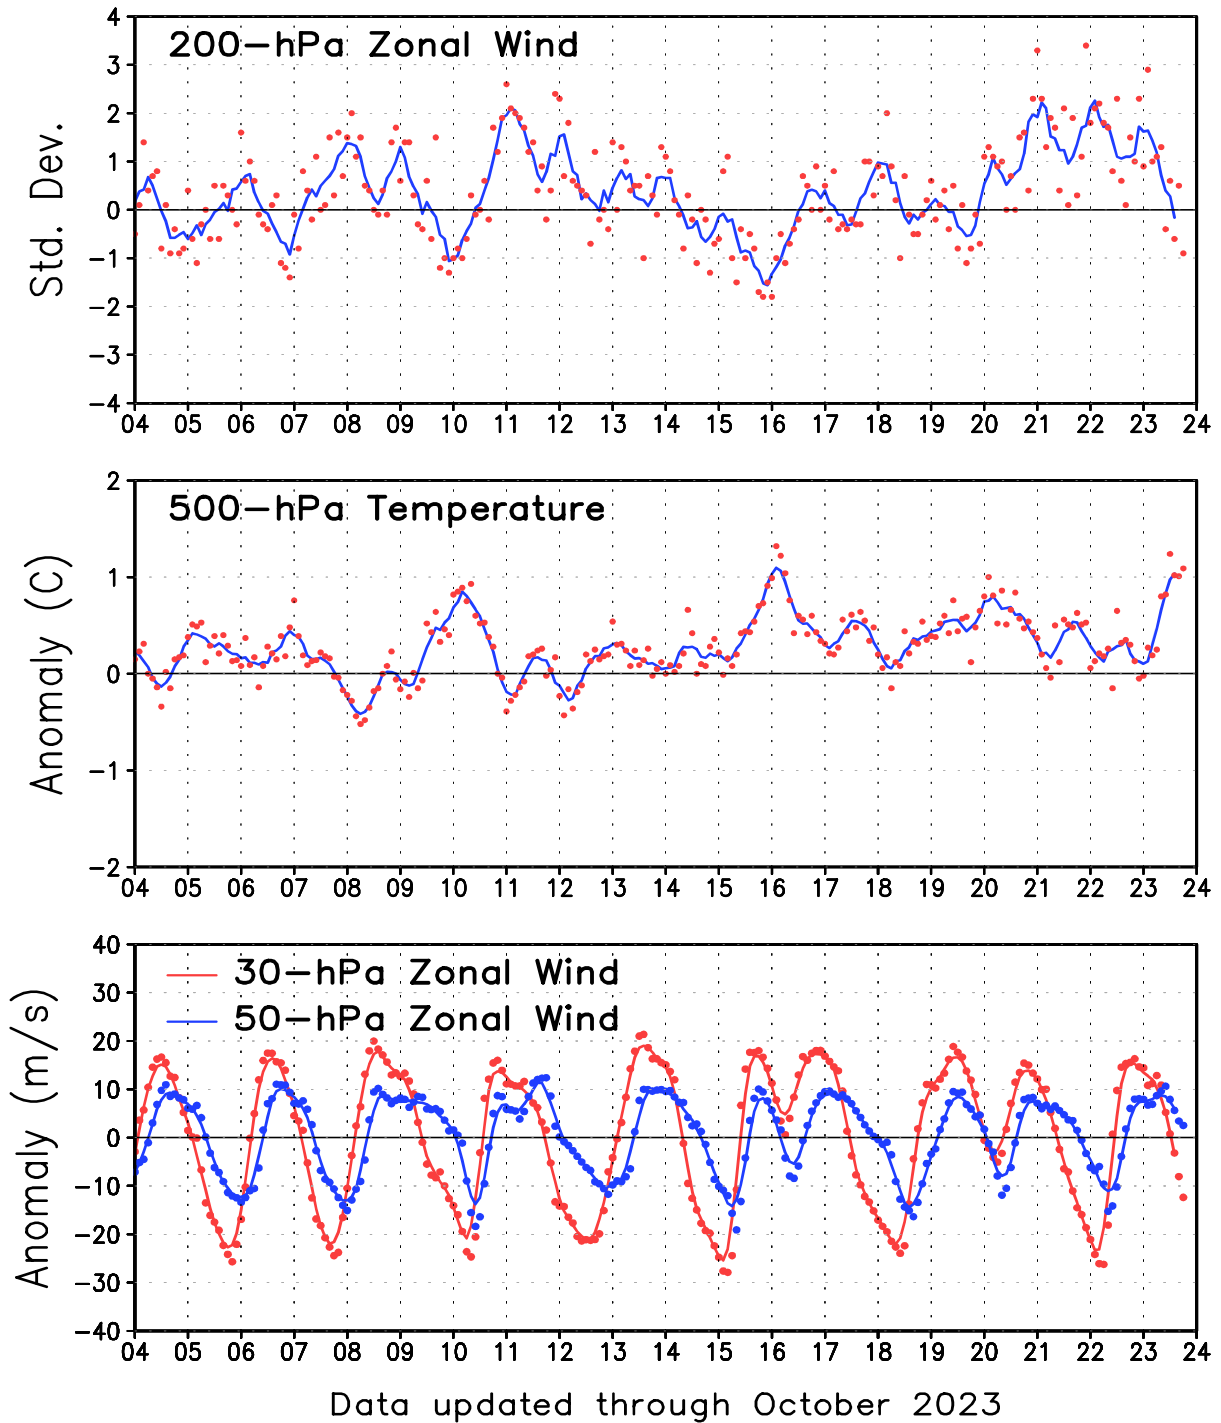 200-hPa Zonal Wind
Std. Dev.
4
3
2
1
0
-1
-2
-3
-4
04 05 06 07 08 09 10 11 12 13 14 15 16 17 18 19 20 21 22 23 24
500-hPa Temperature
Anomaly (C)
2
1
0
-1
-2
04 05 06 07 08 09 10 11 12 13 14 15 16 17 18 19 20 21 22 23 24
30-hPa Zonal Wind
50-hPa Zonal Wind
Anomaly (m/s)
40
30
20
10
0
-10
-20
-30
-40
04 05 06 07 08 09 10 11 12 13 14 15 16 17 18 19 20 21 22 23 24
Data updated through October 2023